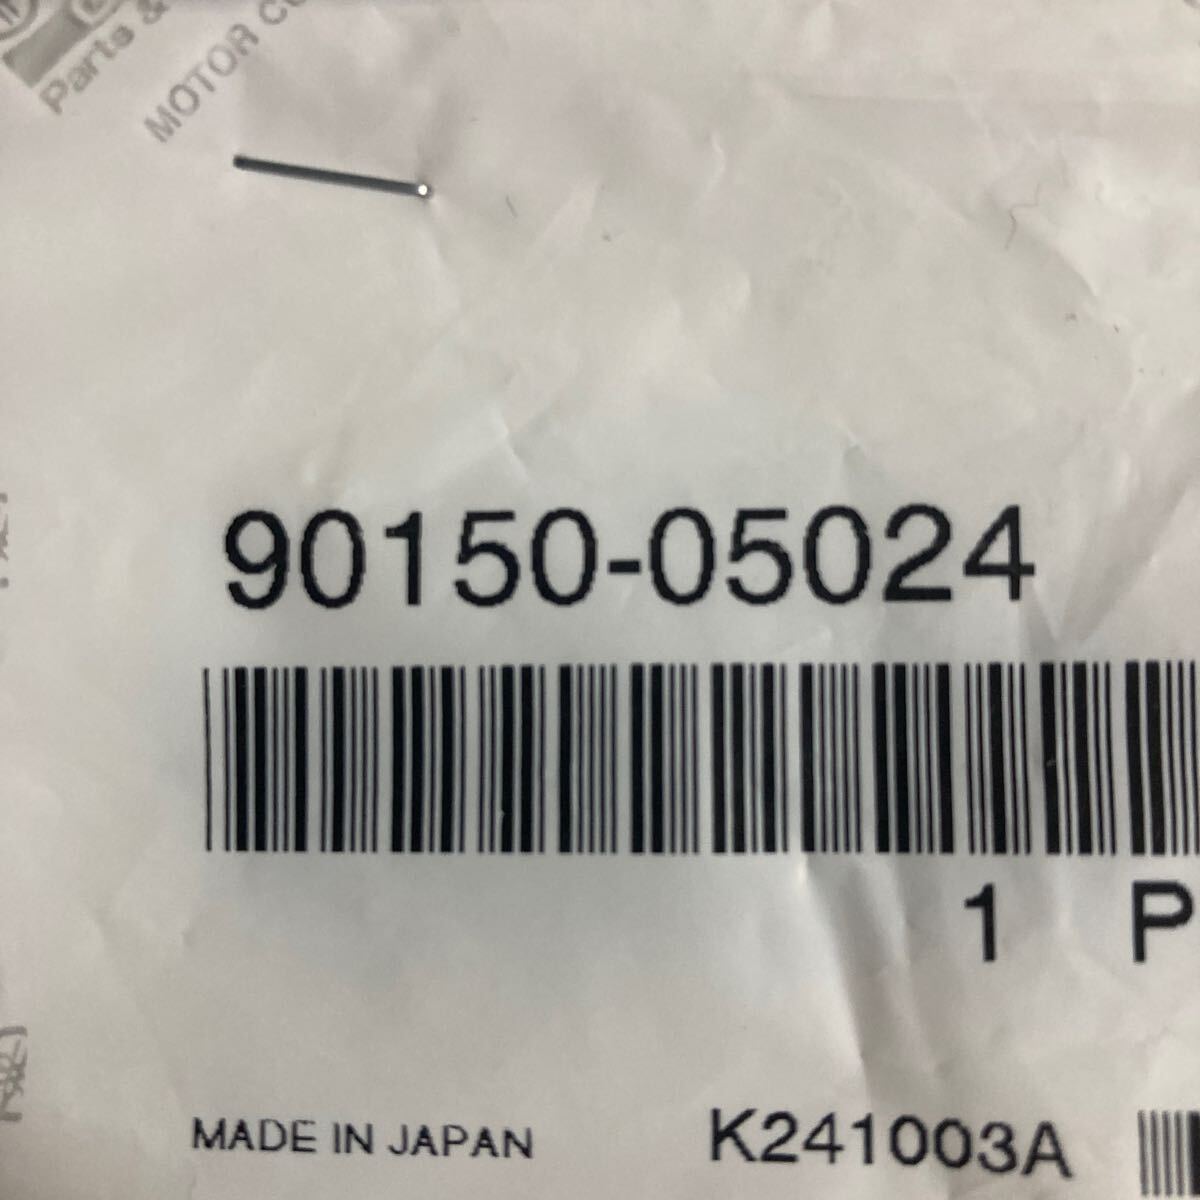 Parts &
MOTOR
90150-05024
1 P
MADE IN JAPAN
K241003A